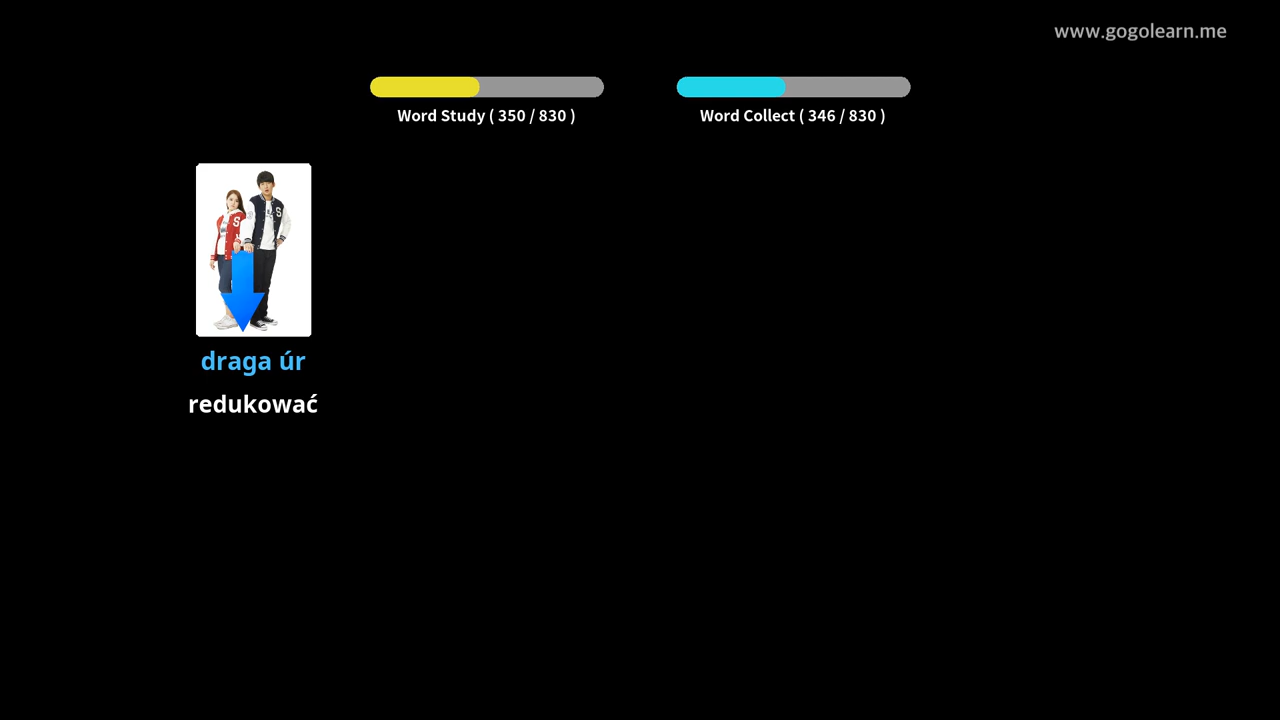 www.gogolearn.me
Word Study ( 350 / 830 )
Word Collect ( 346 / 830 )
S
S
draga úr
redukować